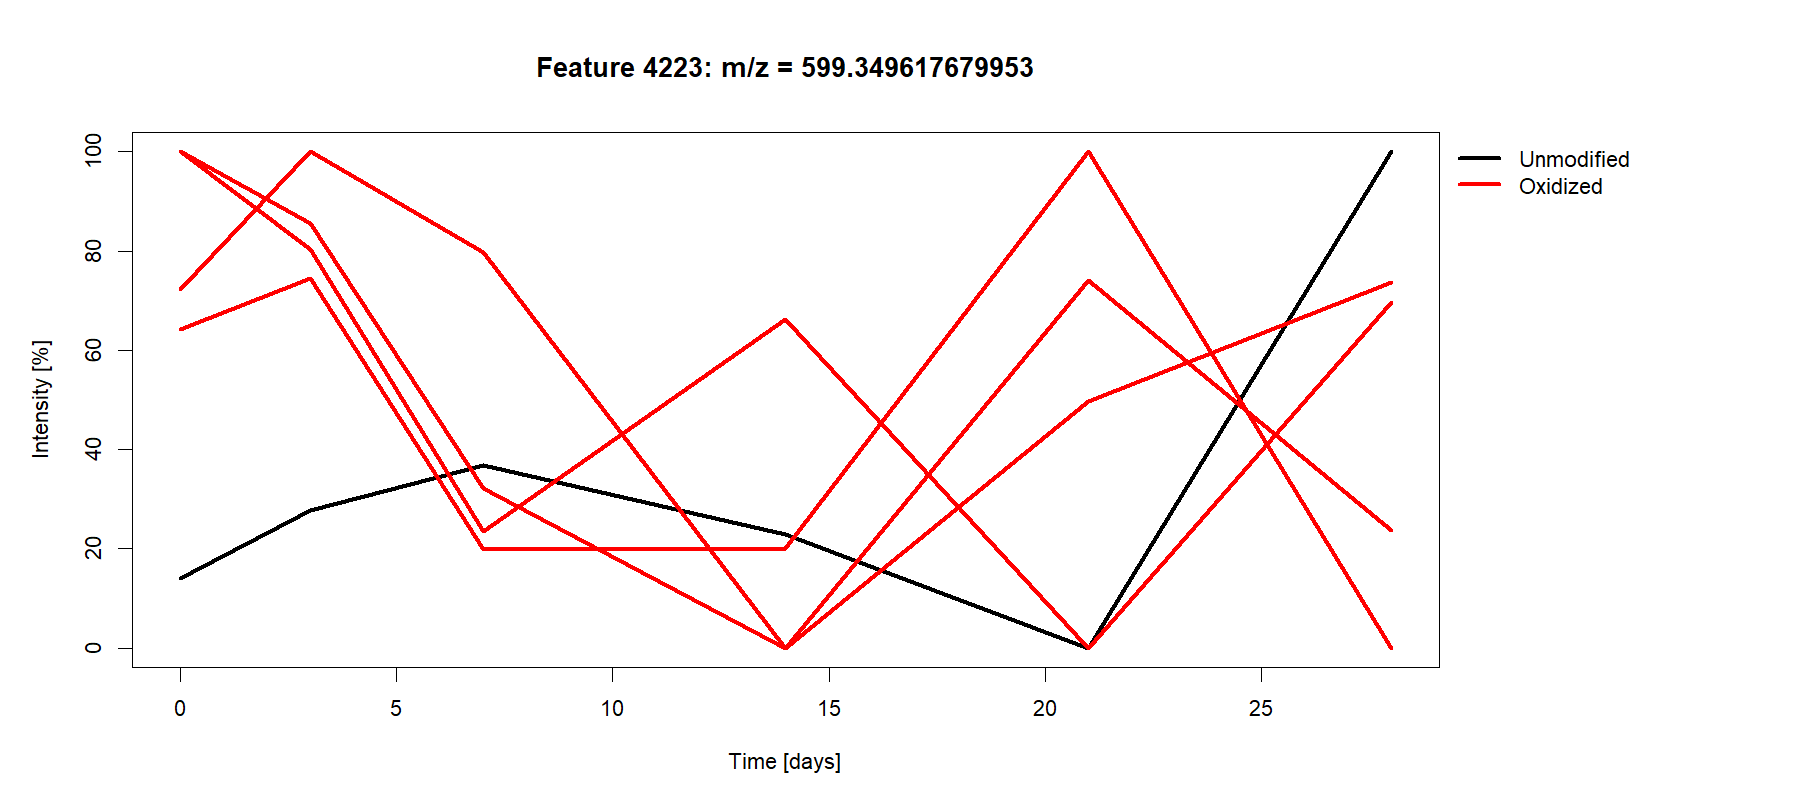 Feature 4223: m/z = 599.349617679953
Unmodified
Oxidized
Intensity [%]
100
80
60
40
20
0
0 5 10 15 20 25
Time [days]